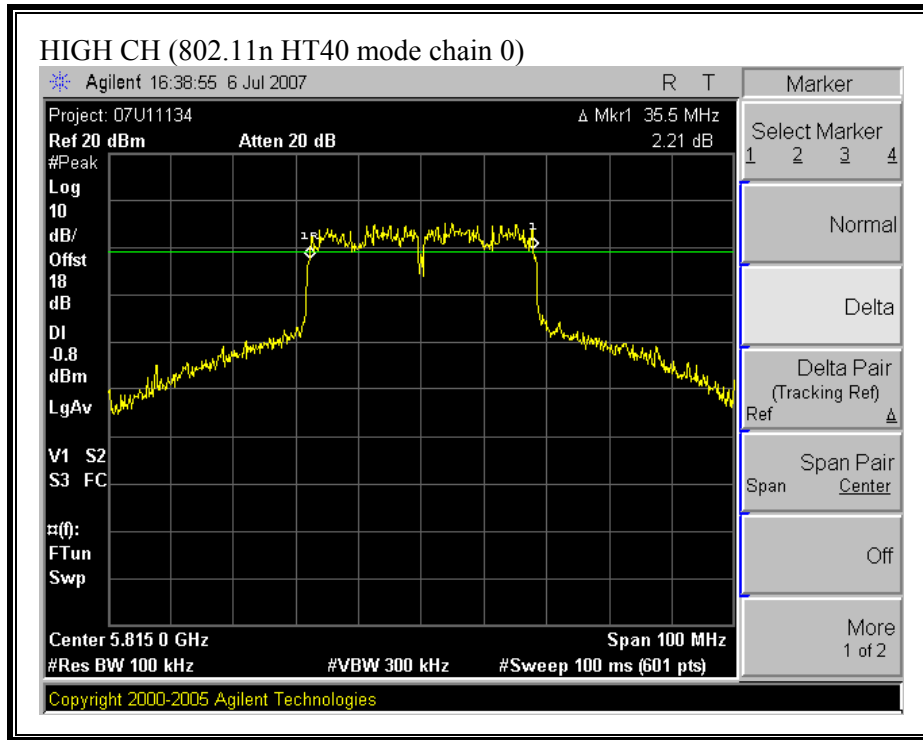 HIGH CH (802.11n HT40 mode chain 0)
Agilent 16:38:55 6 Jul 2007 R T
Project: 07U11134 Δ Mkr1 35.5 MHz
Ref 20 dBm Atten 20 dB 2.21 dB
#Peak
Log
10
dB/
Offst
18
dB
DI
-0.8
dBm
LgAv
V1 S2
S3 FC
¤(f):
FTun
Swp
1R
1
Center 5.815 0 GHz Span 100 MHz
#Res BW 100 kHz #VBW 300 kHz #Sweep 100 ms (601 pts)
Copyright 2000-2005 Agilent Technologies
Marker
Select Marker
1 2 3 4
Normal
Delta
Delta Pair
(Tracking Ref)
Ref Δ
Span Pair
Span Center
Off
More
1 of 2